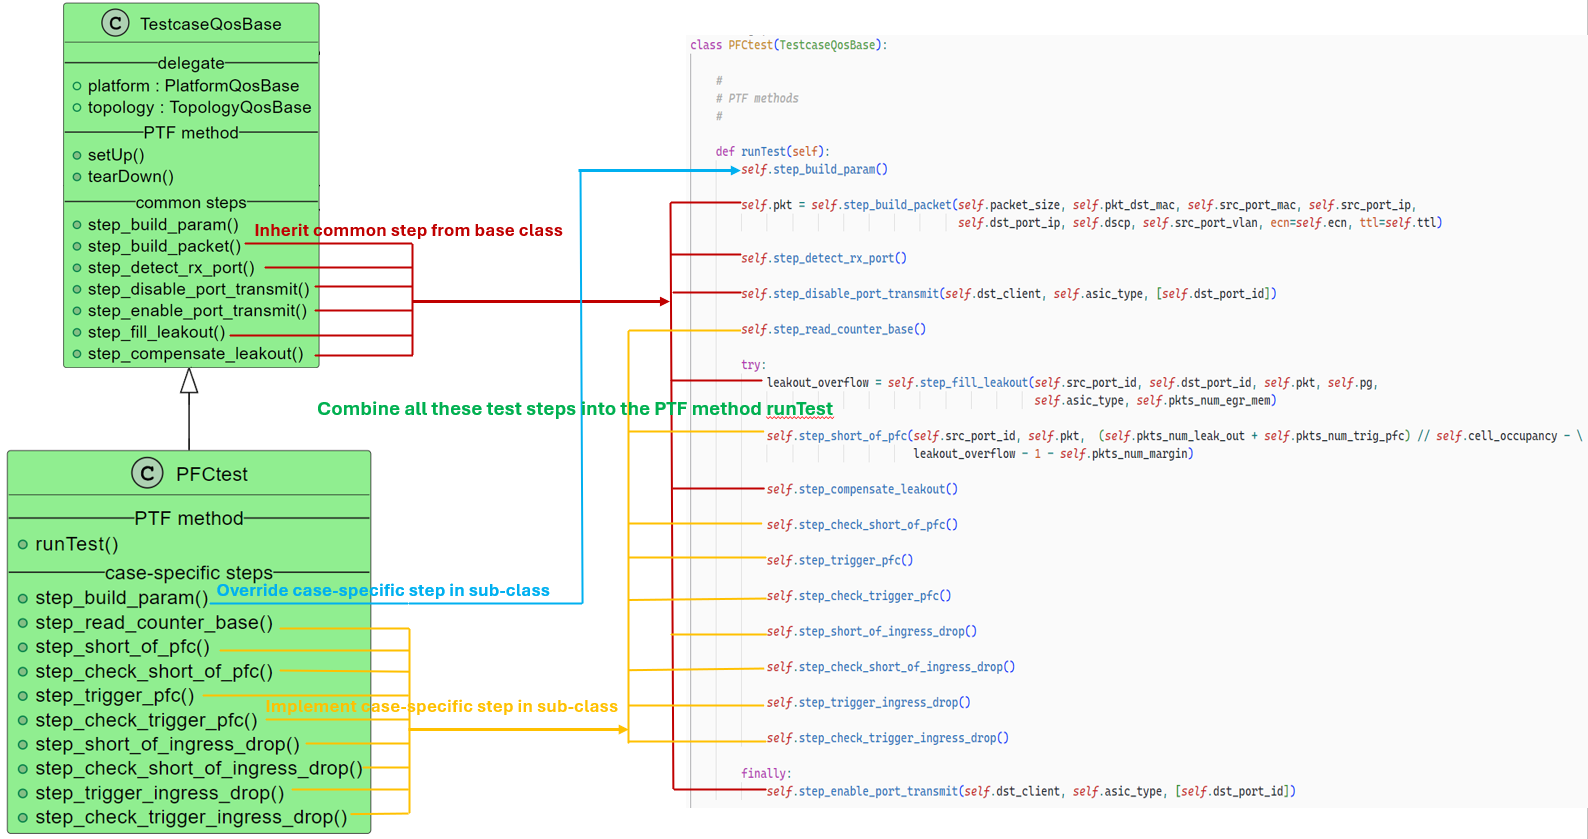 C TestcaseQosBase
delegate
platform : PlatformQosBase
topology : TopologyQosBase
PTF method
setUp()
tearDown()
common steps
step_build_param()
step_build_packet()
step_detect_rx_port()
step_disable_port_transmit()
step_enable_port_transmit()
step_fill_leakout()
step_compensate_leakout()
Inherit common step from base class
Combine all these test steps into the PTF method runTest
C PFCtest
PTF method
runTest()
case-specific steps
step_build_param()
step_read_counter_base()
step_short_of_pfc()
step_check_short_of_pfc()
step_trigger_pfc()
step_check_trigger_pfc()
step_short_of_ingress_drop()
step_check_short_of_ingress_drop()
step_trigger_ingress_drop()
step_check_trigger_ingress_drop()
Override case-specific step in sub-class
Implement case-specific step in sub-class
class PFCtest(TestcaseQosBase):
#
# PTF methods
#
def runTest(self):
self.step_build_param()
self.pkt = self.step_build_packet(self.packet_size, self.pkt_dst_mac, self.src_port_mac, self.src_port_ip,
self.dst_port_ip, self.dscp, self.src_port_vlan, ecn=self.ecn, ttl=self.ttl)
self.step_detect_rx_port()
self.step_disable_port_transmit(self.dst_client, self.asic_type, [self.dst_port_id])
self.step_read_counter_base()
try:
leakout_overflow = self.step_fill_leakout(self.src_port_id, self.dst_port_id, self.pkt, self.pg,
self.asic_type, self.pkts_num_egr_mem)
self.step_short_of_pfc(self.src_port_id, self.pkt, (self.pkts_num_leak_out + self.pkts_num_trig_pfc) // self.cell_occupancy - \
leakout_overflow - 1 - self.pkts_num_margin)
self.step_compensate_leakout()
self.step_check_short_of_pfc()
self.step_trigger_pfc()
self.step_check_trigger_pfc()
self.step_short_of_ingress_drop()
self.step_check_short_of_ingress_drop()
self.step_trigger_ingress_drop()
self.step_check_trigger_ingress_drop()
finally:
self.step_enable_port_transmit(self.dst_client, self.asic_type, [self.dst_port_id])